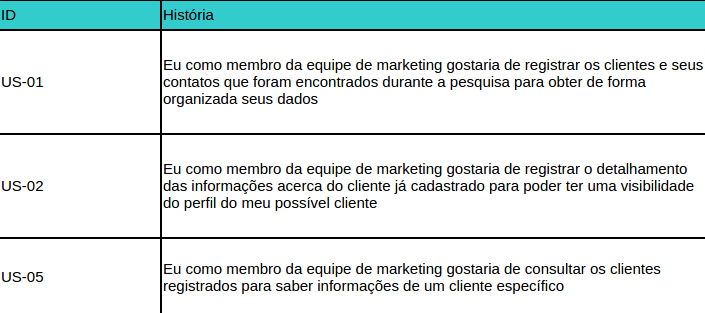 ID
História
US-01
Eu como membro da equipe de marketing gostaria de registrar os clientes e seus
contatos que foram encontrados durante a pesquisa para obter de forma
organizada seus dados
US-02
Eu como membro da equipe de marketing gostaria de registrar o detalhamento
das informações acerca do cliente já cadastrado para poder ter uma visibilidade
do perfil do meu possível cliente
US-05
Eu como membro da equipe de marketing gostaria de consultar os clientes
registrados para saber informações de um cliente específico